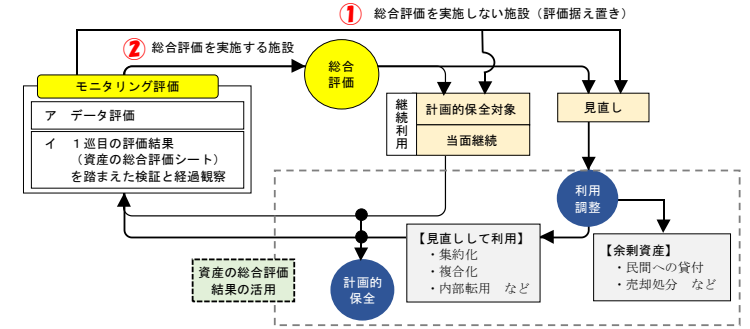 ① 総合評価を実施しない施設（評価据え置き）
② 総合評価を実施する施設
総合
評価
モニタリング評価
ア データ評価
イ １巡目の評価結果
（資産の総合評価シート）
を踏まえた検証と経過観察
継続利用
計画的保全対象
当面継続
見直し
利用
調整
【見直しして利用】
・集約化
・複合化
・内部転用 など
【余剰資産】
・民間への貸付
・売却処分 など
資産の総合評価
結果の活用
計画的
保全